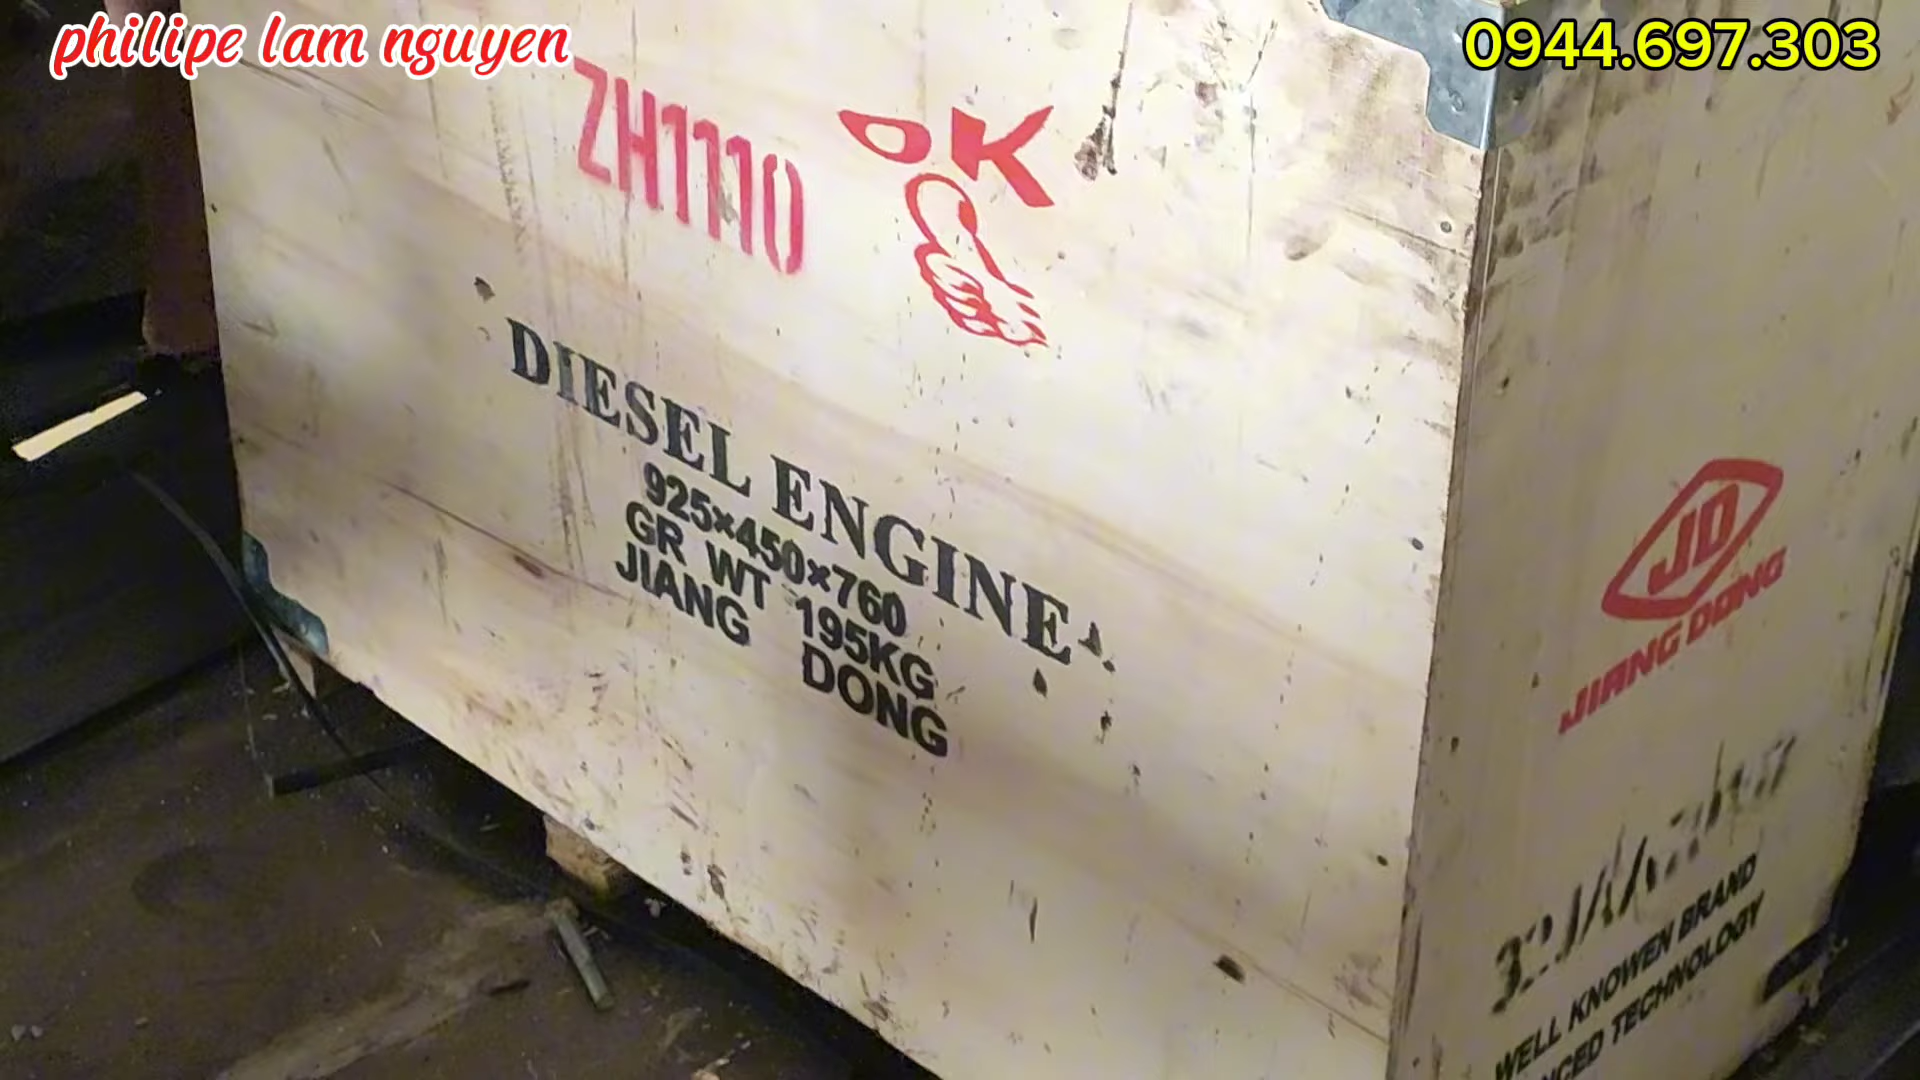 philipe lam nguyen
0944.697.303
ZH1110
OK
DIESEL ENGINE
925×450×760
GR WT 195KG
JIANG DONG
JD
JIANG DONG
WELL KNOWEN BRAND
TECHNOLOGY